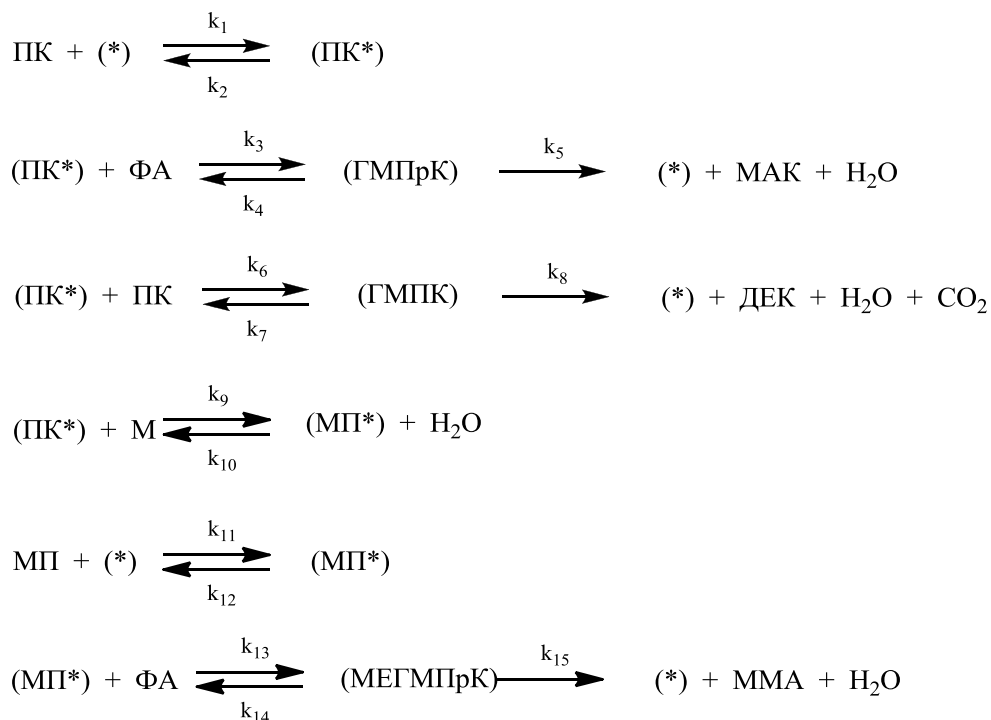 k₁
ПК + (*) (ПК*)
k₂
k₃ k₅
(ПК*) + ФА (ГМПрК) (*) + МАК + H₂O
k₄
k₆ k₈
(ПК*) + ПК (ГМПК) (*) + ДЕК + H₂O + CO₂
k₇
k₉
(ПК*) + М (МП*) + H₂O
k₁₀
k₁₁
МП + (*) (МП*)
k₁₂
k₁₃ k₁₅
(МП*) + ФА (МЕГМПрК) (*) + ММА + H₂O
k₁₄